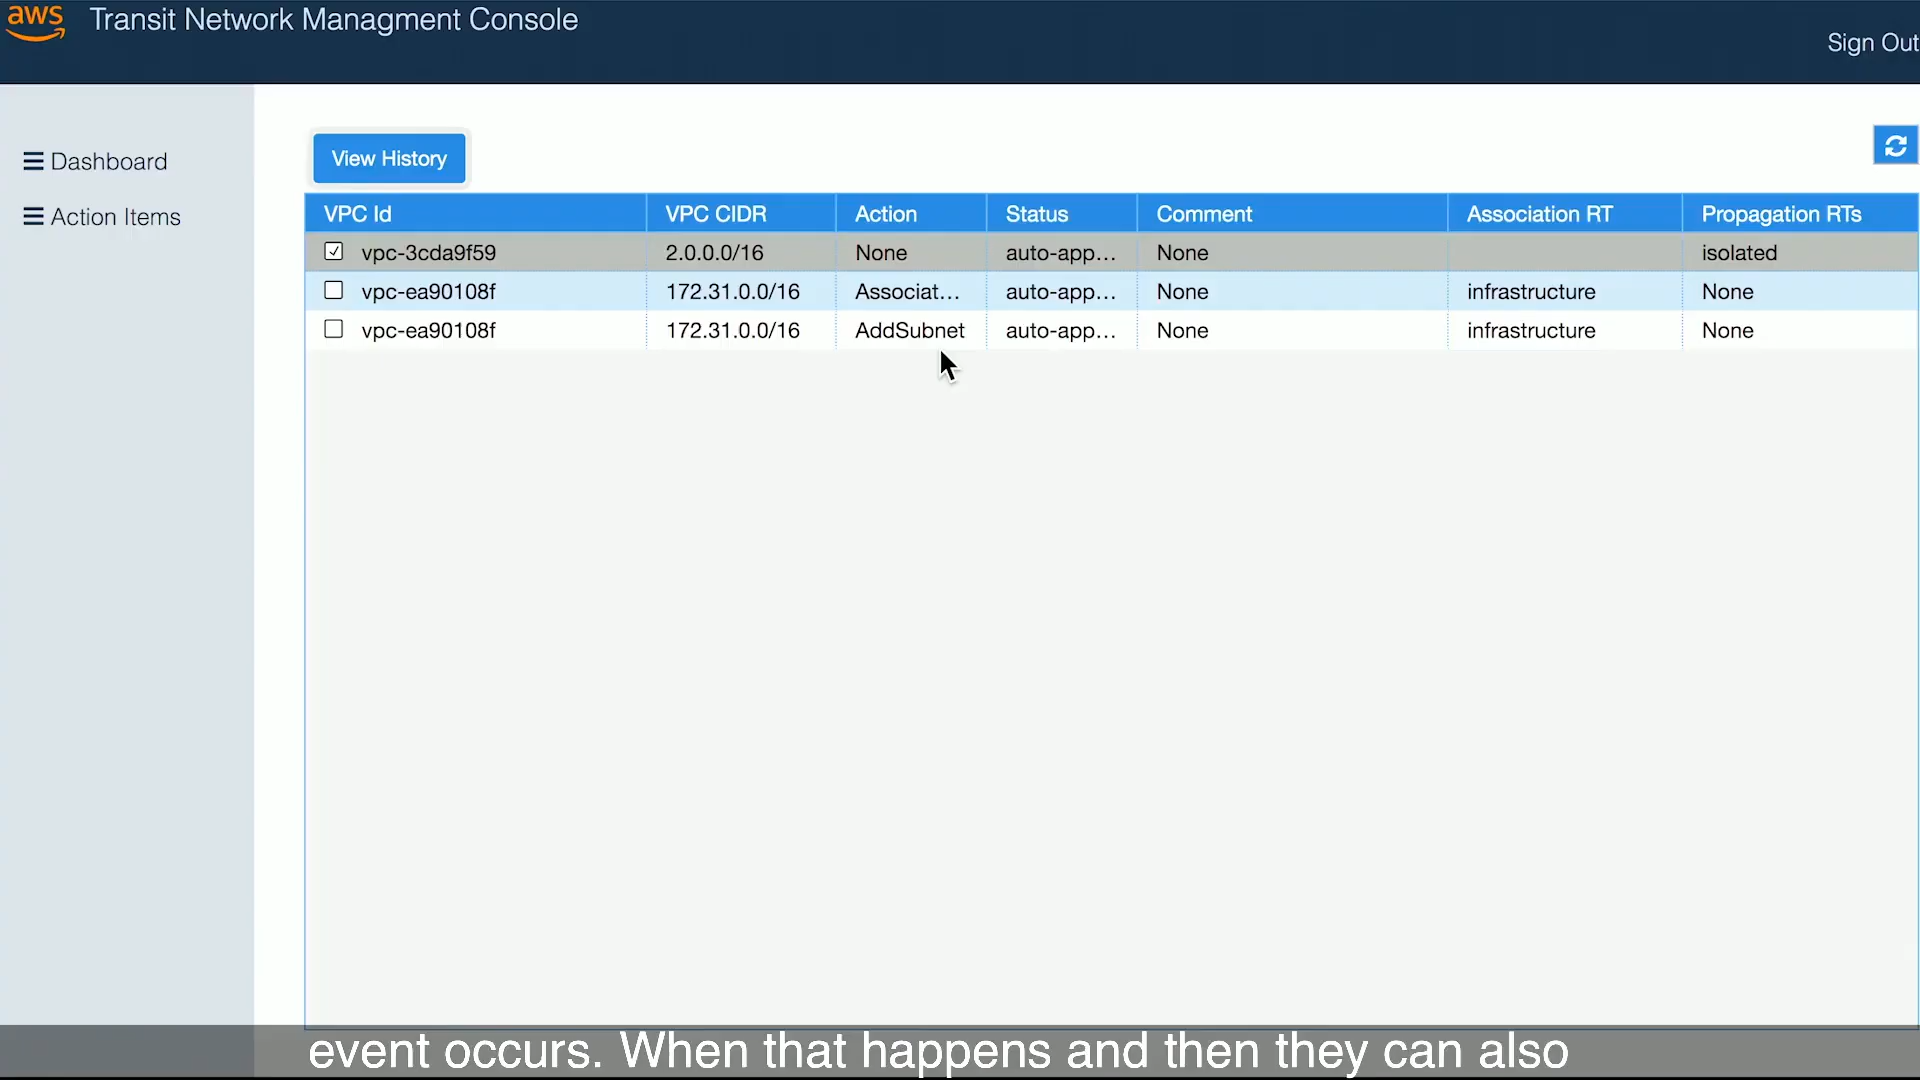 aws Transit Network Managment Console
Sign Out
Dashboard
Action Items
View History
VPC Id VPC CIDR Action Status Comment Association RT Propagation RTs
vpc-3cda9f59 2.0.0.0/16 None auto-app... None isolated
vpc-ea90108f 172.31.0.0/16 Associat... auto-app... None infrastructure None
vpc-ea90108f 172.31.0.0/16 AddSubnet auto-app... None infrastructure None
event occurs. When that happens and then they can also